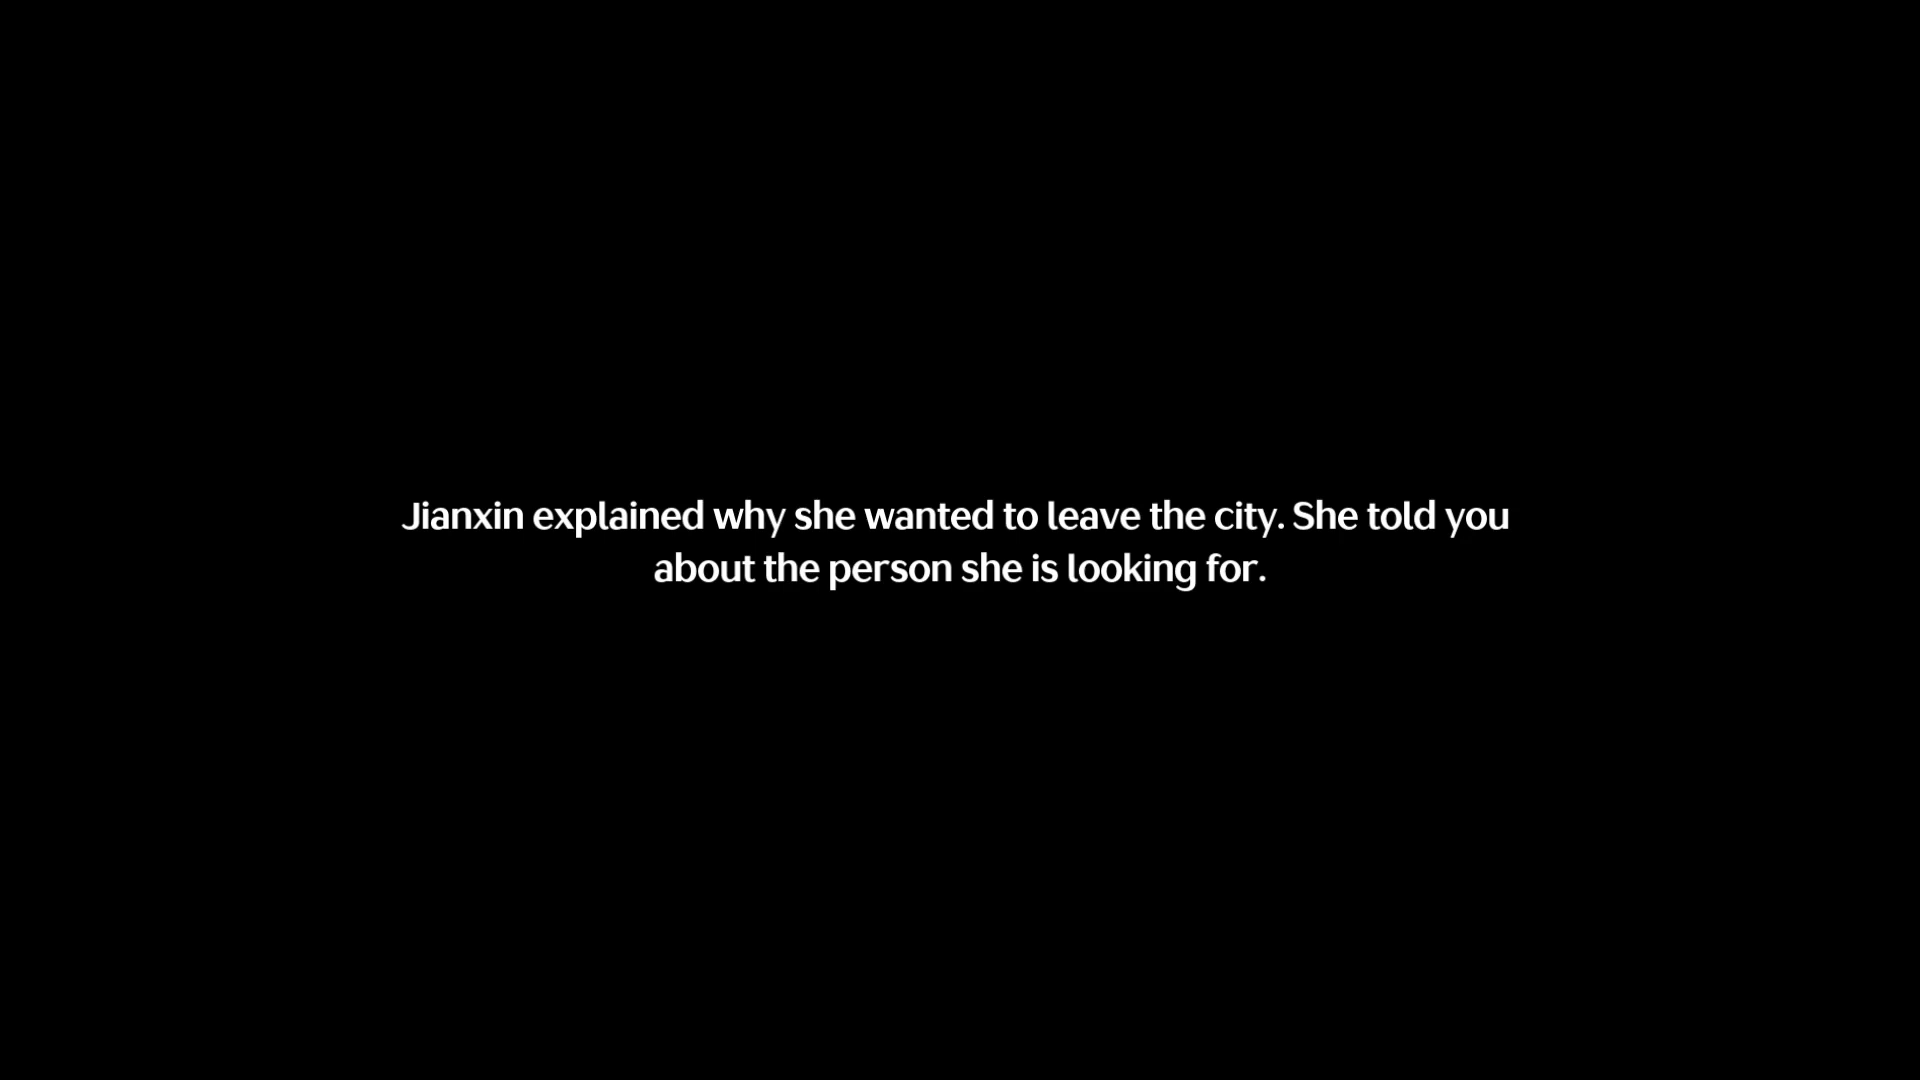 Jianxin explained why she wanted to leave the city. She told you
about the person she is looking for.